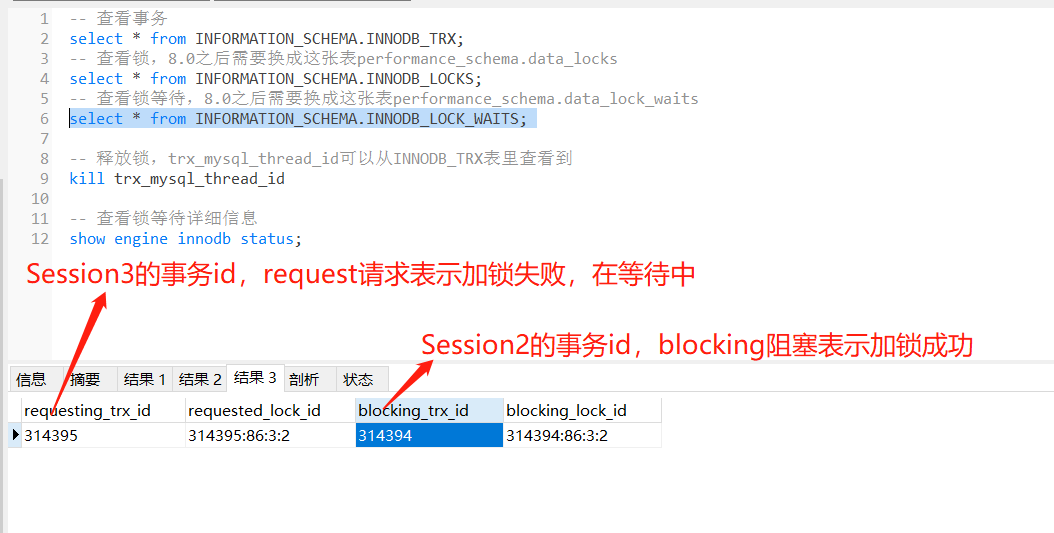 1 -- 查看事务
2 select * from INFORMATION_SCHEMA.INNODB_TRX;
3 -- 查看锁，8.0之后需要换成这张表performance_schema.data_locks
4 select * from INFORMATION_SCHEMA.INNODB_LOCKS;
5 -- 查看锁等待，8.0之后需要换成这张表performance_schema.data_lock_waits
6 select * from INFORMATION_SCHEMA.INNODB_LOCK_WAITS;
7
8 -- 释放锁，trx_mysql_thread_id可以从INNODB_TRX表里查看到
9 kill trx_mysql_thread_id
10
11 -- 查看锁等待详细信息
12 show engine innodb status;
Session3的事务id，request请求表示加锁失败，在等待中
Session2的事务id，blocking阻塞表示加锁成功
信息 摘要 结果 1 结果 2 结果 3 剖析 状态
requesting_trx_id requested_lock_id blocking_trx_id blocking_lock_id
314395 314395:86:3:2 314394 314394:86:3:2